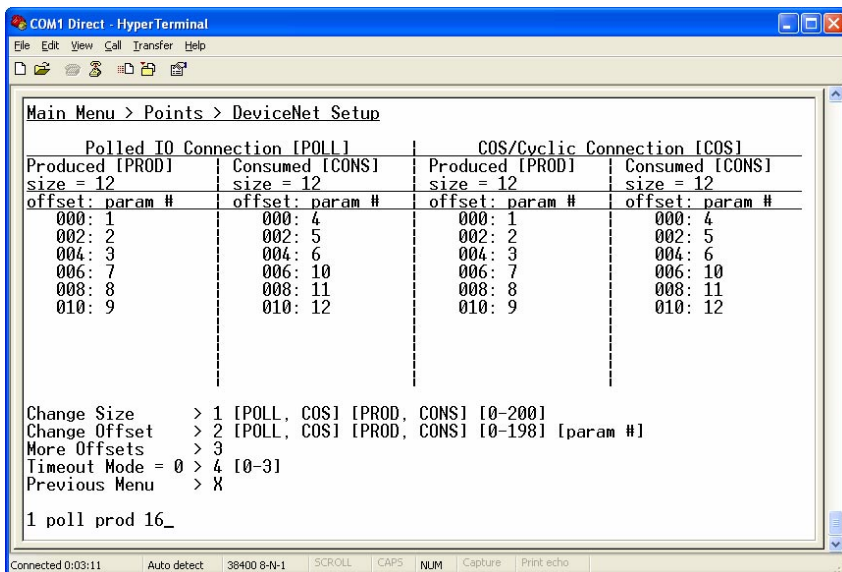 COM1 Direct - HyperTerminal
File Edit View Call Transfer Help
Main Menu > Points > DeviceNet Setup
Polled IO Connection [POLL] | COS/Cyclic Connection [COS]
Produced [PROD] | Consumed [CONS] | Produced [PROD] | Consumed [CONS]
size = 12 | size = 12 | size = 12 | size = 12
offset: param # | offset: param # | offset: param # | offset: param #
000: 1 | 000: 4 | 000: 1 | 000: 4
002: 2 | 002: 5 | 002: 2 | 002: 5
004: 3 | 004: 6 | 004: 3 | 004: 6
006: 7 | 006: 10 | 006: 7 | 006: 10
008: 8 | 008: 11 | 008: 8 | 008: 11
010: 9 | 010: 12 | 010: 9 | 010: 12
Change Size > 1 [POLL, COS] [PROD, CONS] [0-200]
Change Offset > 2 [POLL, COS] [PROD, CONS] [0-198] [param #]
More Offsets > 3
Timeout Mode = 0 > 4 [0-3]
Previous Menu > X
1 poll prod 16_
Connected 0:03:11 Auto detect 38400 8-N-1 SCROLL CAPS NUM Capture Print echo